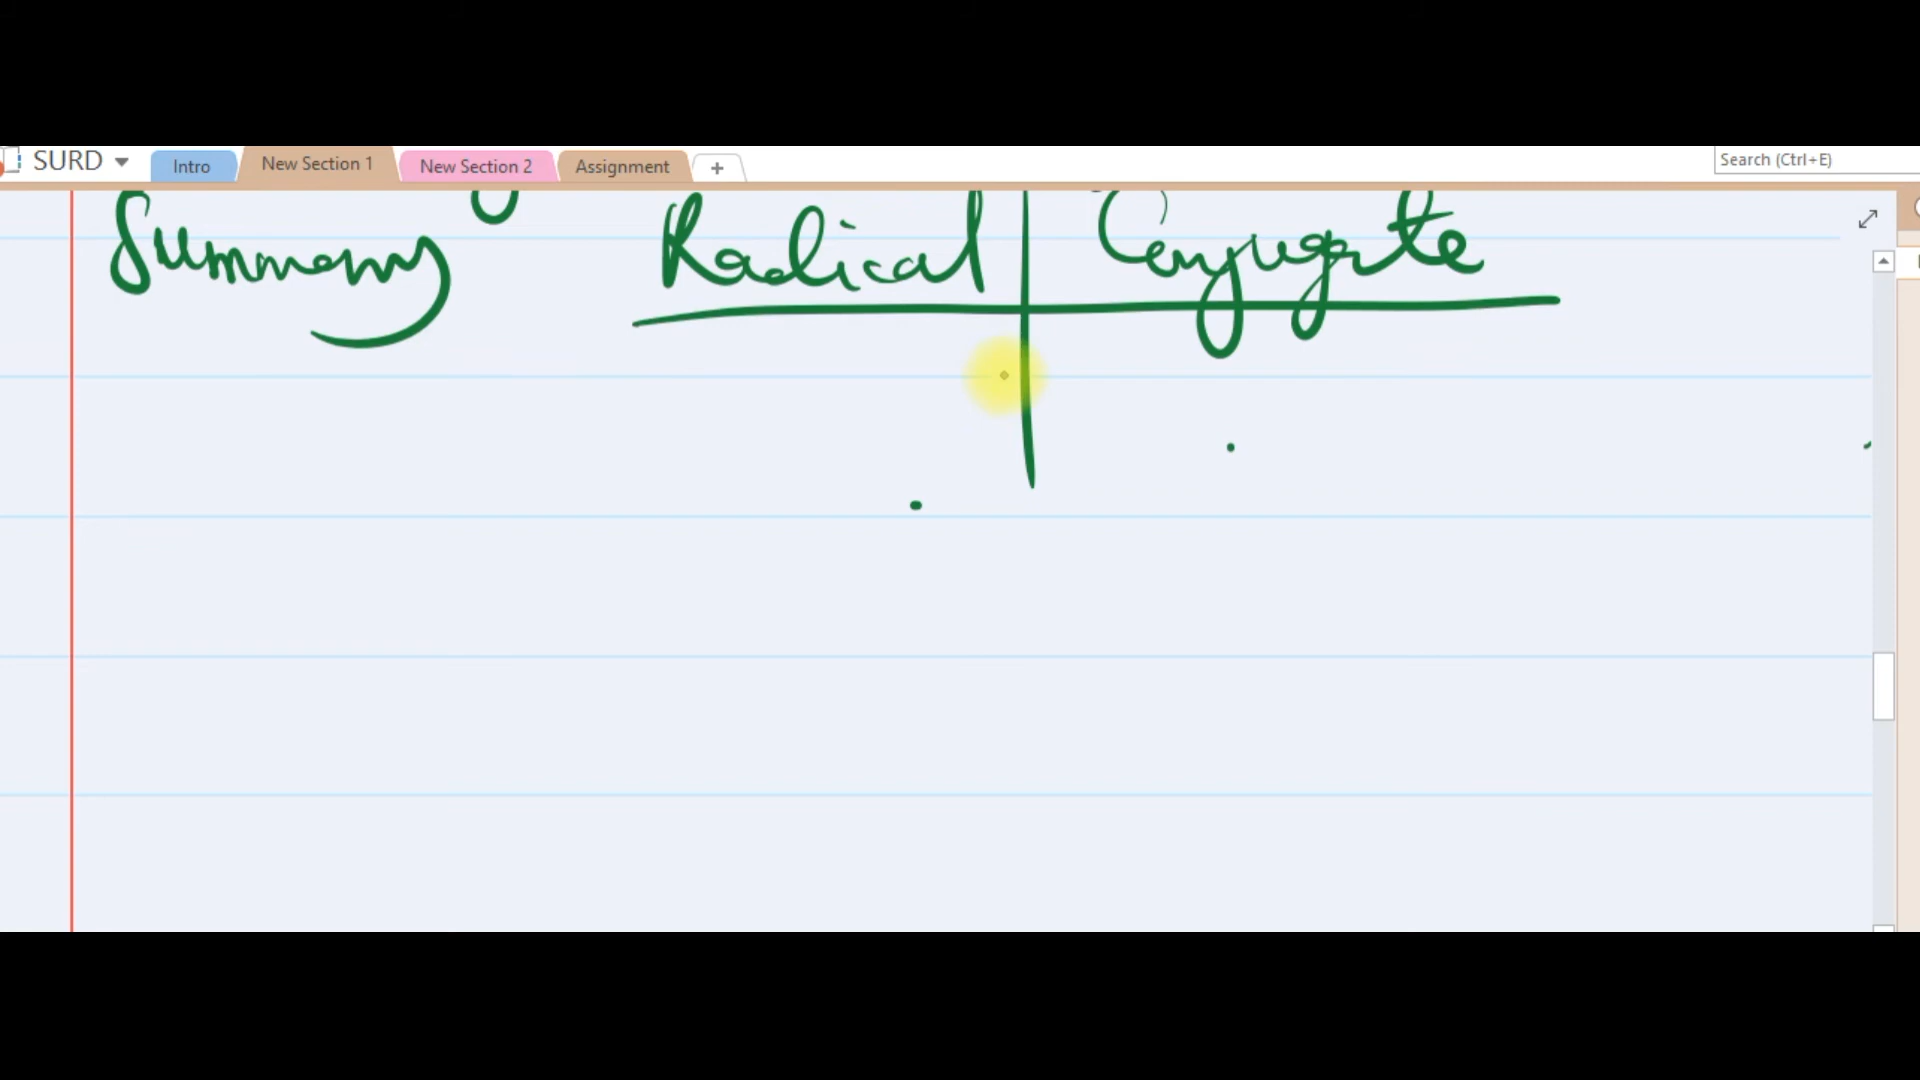 SURD Intro New Section 1 New Section 2 Assignment + Search (Ctrl+E)
Summary Radical Conjugate